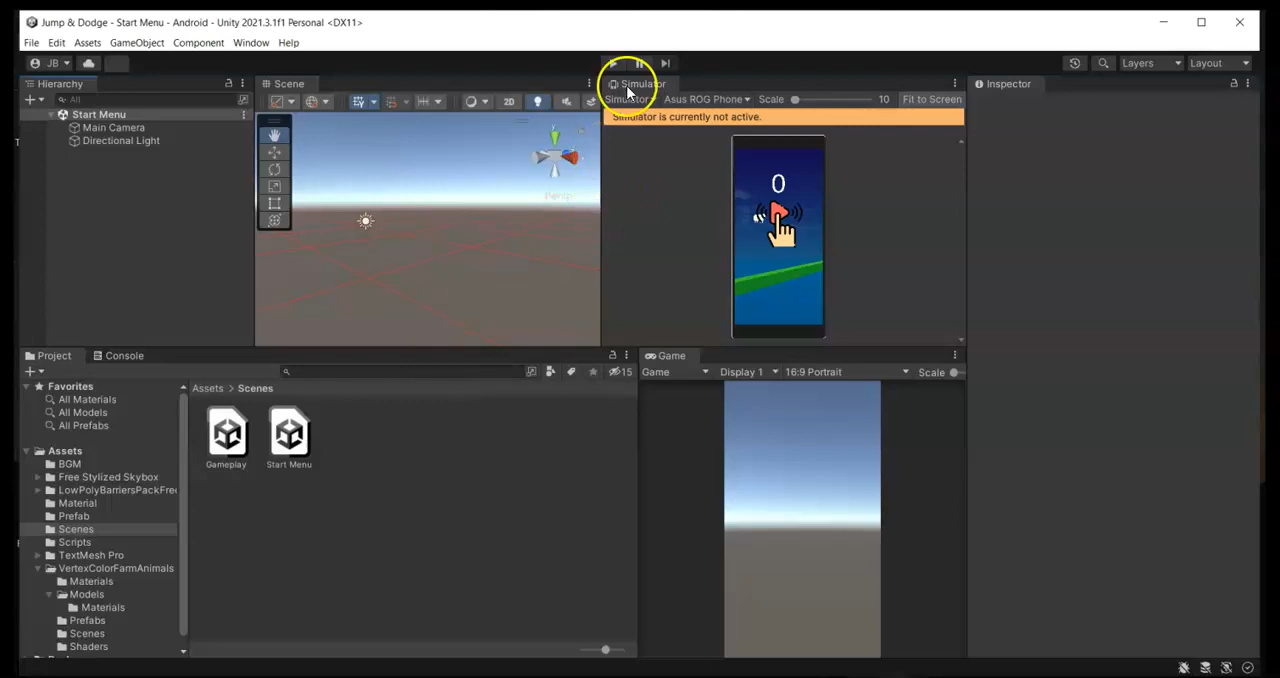 Jump & Dodge - Start Menu - Android - Unity 2021.3.1f1 Personal <DX11>
File Edit Assets GameObject Component Window Help
JB Layers Layout
Hierarchy
All
Start Menu
Main Camera
Directional Light
Scene
2D
Persp
Simulator
Simulator Asus ROG Phone Scale 10 Fit to Screen
Simulator is currently not active.
0
Inspector
Project Console
15
Favorites
All Materials
All Models
All Prefabs
Assets
BGM
Free Stylized Skybox
LowPolyBarriersPackFree
Material
Prefab
Scenes
Scripts
TextMesh Pro
VertexColorFarmAnimals
Materials
Models
Materials
Prefabs
Scenes
Shaders
Assets > Scenes
Gameplay
Start Menu
Game
Game Display 1 16:9 Portrait Scale